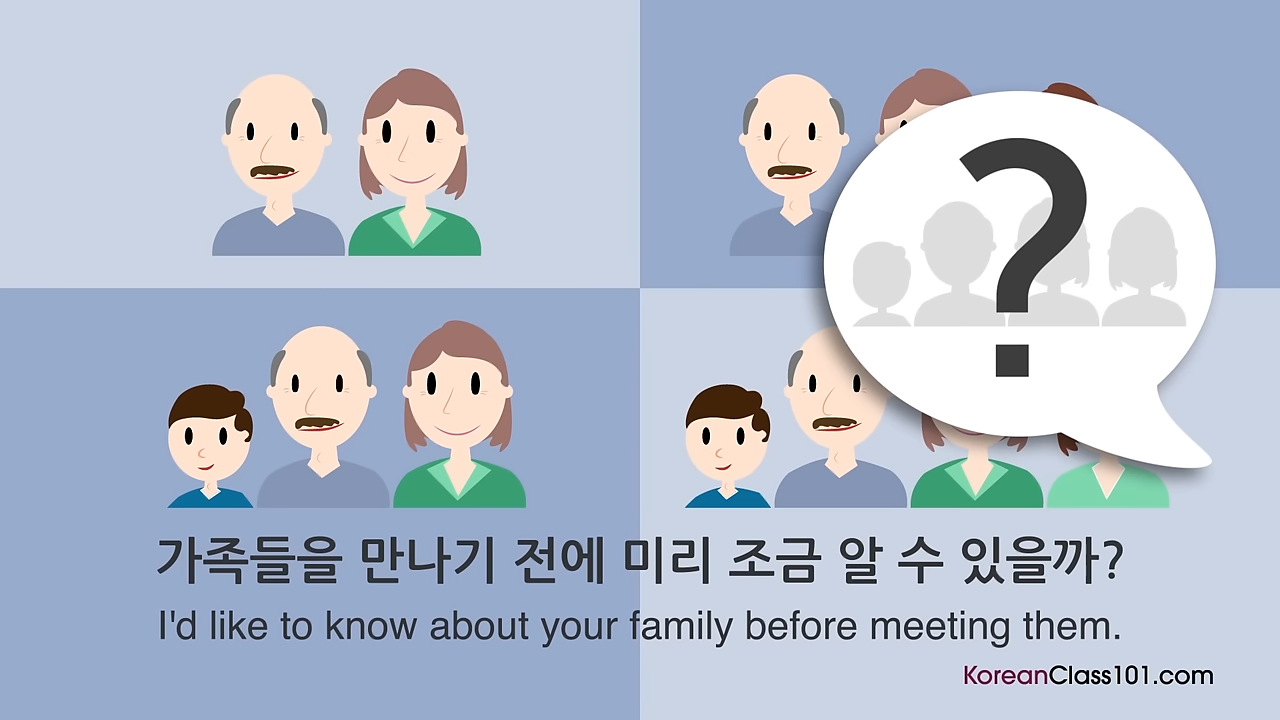 ?
가족들을 만나기 전에 미리 조금 알 수 있을까?
I'd like to know about your family before meeting them.
KoreanClass101.com